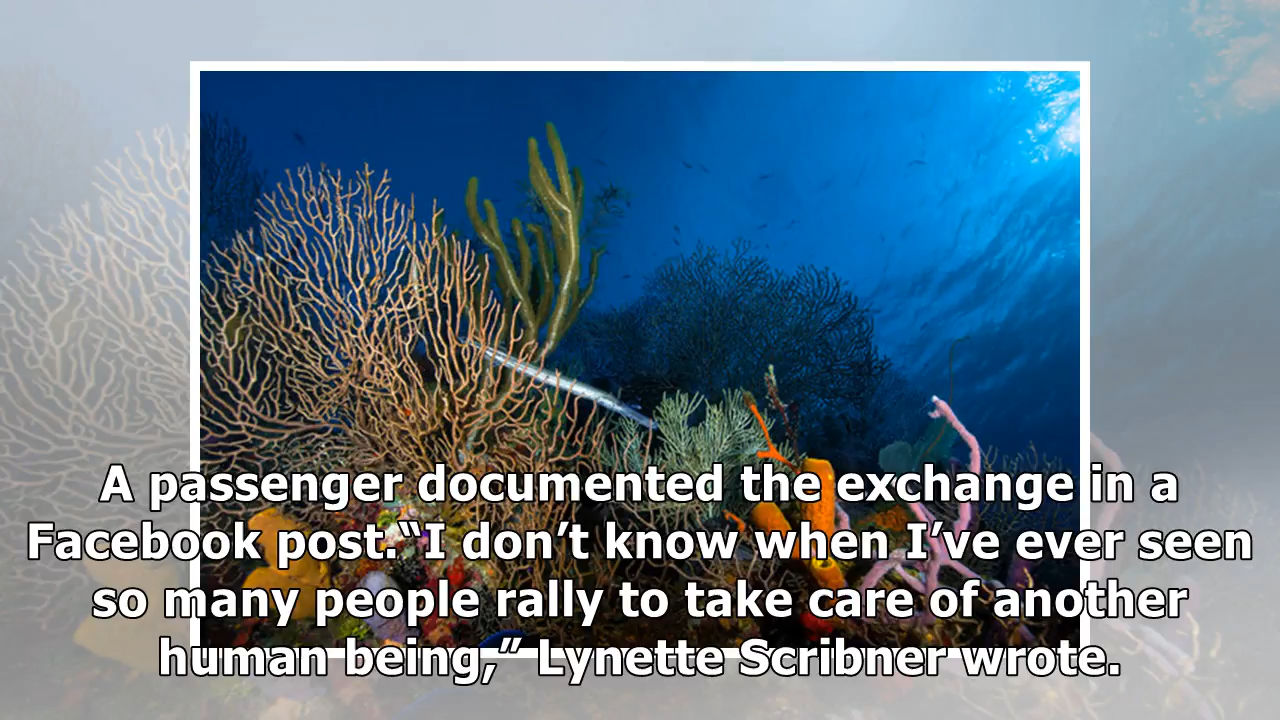 A passenger documented the exchange in a
Facebook post.“I don’t know when I’ve ever seen
so many people rally to take care of another
human being,” Lynette Scribner wrote.